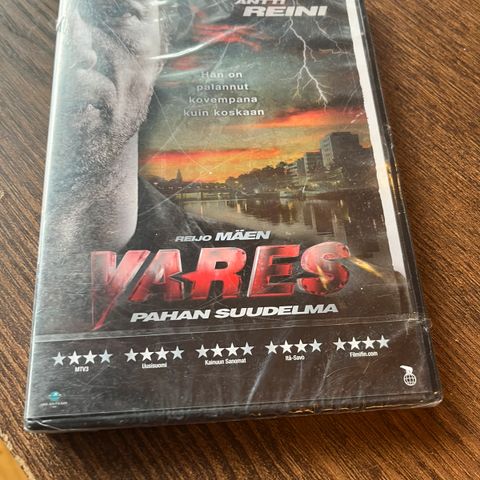 ANTTI
REINI
Hän on
palannut
kovempana
kuin koskaan
REIJO MÄEN
VARES
PAHAN SUUDELMA
MTV3
Uusisuomi
Kainuun Sanomat
Itä-Savo
Filmifin.com